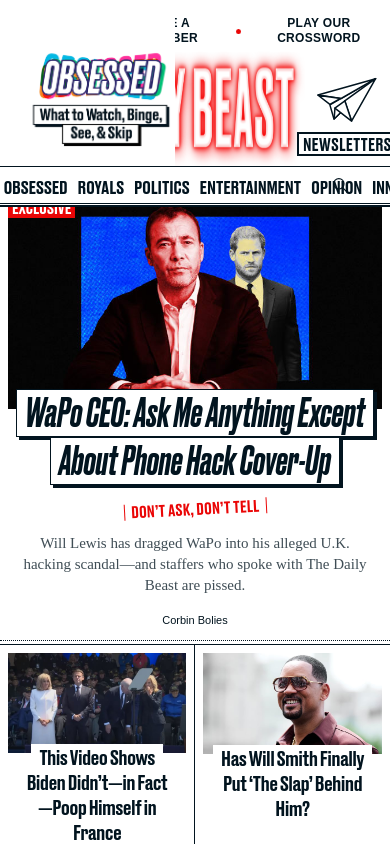 E A
BER
PLAY OUR
CROSSWORD
OBSESSED
What to Watch, Binge,
See, & Skip
Y BEAST
NEWSLETTERS
OBSESSED ROYALS POLITICS ENTERTAINMENT OPINION INN
EXCLUSIVE
WaPo CEO: Ask Me Anything Except
About Phone Hack Cover-Up
DON’T ASK, DON’T TELL
Will Lewis has dragged WaPo into his alleged U.K.
hacking scandal—and staffers who spoke with The Daily
Beast are pissed.
Corbin Bolies
This Video Shows
Biden Didn’t—in Fact
—Poop Himself in
France
Has Will Smith Finally
Put ‘The Slap’ Behind
Him?